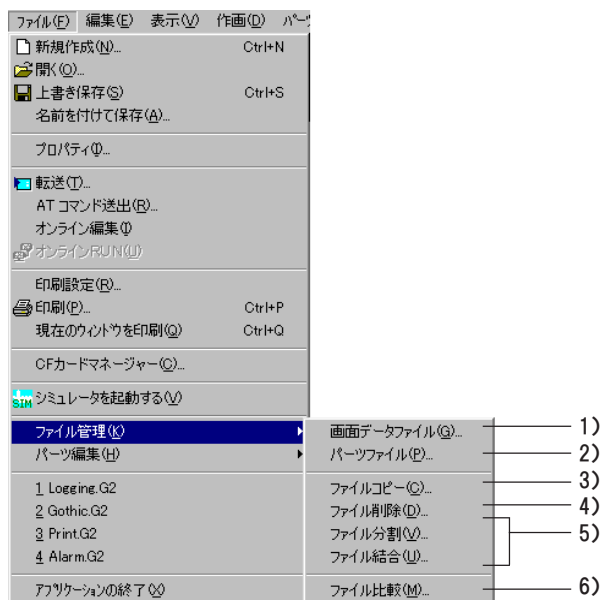 ファイル(F) 編集(E) 表示(V) 作画(D) パーツ
新規作成(N)... Ctrl+N
開く(O)...
上書き保存(S) Ctrl+S
名前を付けて保存(A)...
プロパティ(I)...
転送(T)...
AT コマンド送出(R)...
オンライン編集(I)
オンラインRUN(U)
印刷設定(R)...
印刷(P)... Ctrl+P
現在のウィンドウを印刷(Q) Ctrl+Q
CFカードマネージャー(C)...
SIM シミュレータを起動する(V)
ファイル管理(K) 画面データファイル(G)... 1)
パーツ編集(H) パーツファイル(P)... 2)
1 Logging.G2 ファイルコピー(C)... 3)
2 Gothic.G2 ファイル削除(D)... 4)
3 Print.G2 ファイル分割(V)... 5)
4 Alarm.G2 ファイル結合(U)...
アプリケーションの終了(X) ファイル比較(M)... 6)